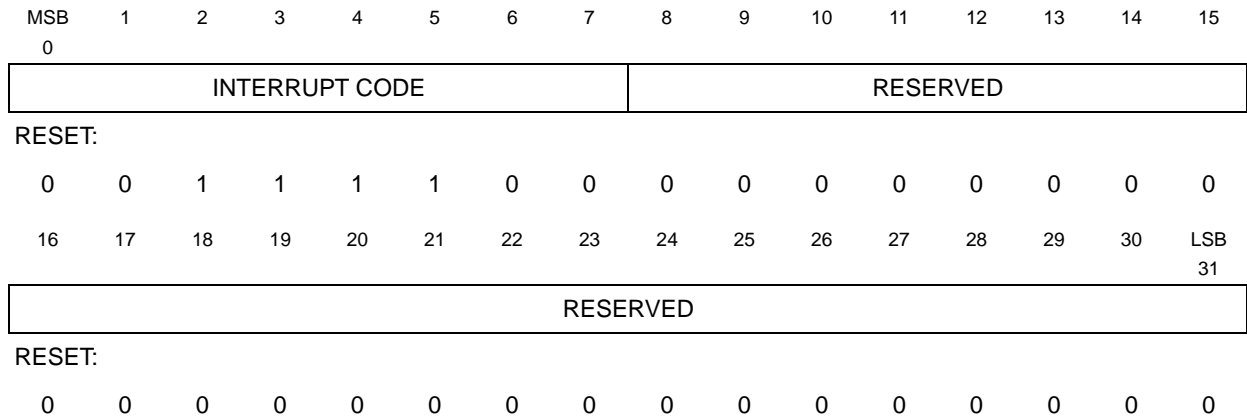 MSB 1 2 3 4 5 6 7 8 9 10 11 12 13 14 15
0
INTERRUPT CODE RESERVED
RESET:
0 0 1 1 1 1 0 0 0 0 0 0 0 0 0 0
16 17 18 19 20 21 22 23 24 25 26 27 28 29 30 LSB
31
RESERVED
RESET:
0 0 0 0 0 0 0 0 0 0 0 0 0 0 0 0